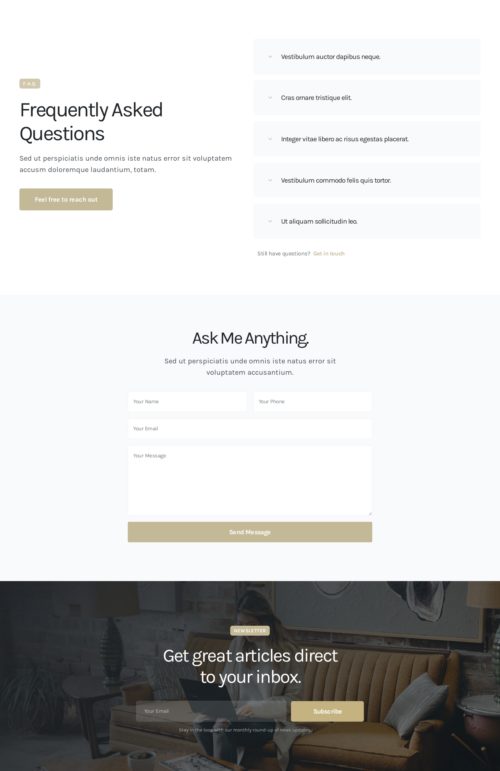 FAQ
Frequently Asked
Questions
Sed ut perspiciatis unde omnis iste natus error sit voluptatem
accusm doloremque laudantium, totam.
Feel free to reach out
Vestibulum auctor dapibus neque.
Cras ornare tristique elit.
Integer vitae libero ac risus egestas placerat.
Vestibulum commodo felis quis tortor.
Ut aliquam sollicitudin leo.
Still have questions? Get in touch
Ask Me Anything.
Sed ut perspiciatis unde omnis iste natus error sit
voluptatem accusantium.
Your Name
Your Phone
Your Email
Your Message
Send Message
NEWSLETTER
Get great articles direct
to your inbox.
Your Email
Subscribe
Stay in the loop with our monthly round-up of news updates.